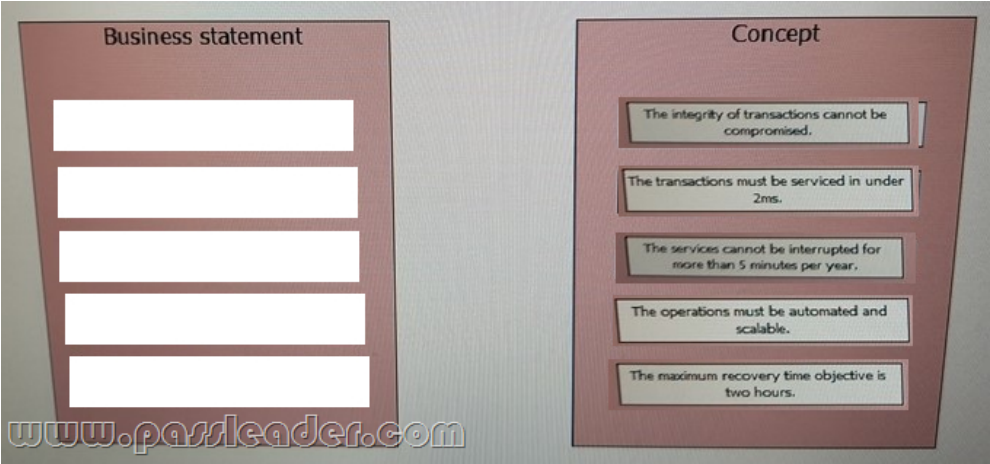 Business statement
Concept
The integrity of transactions cannot be
compromised.
The transactions must be serviced in under
2ms.
The services cannot be interrupted for
more than 5 minutes per year.
The operations must be automated and
scalable.
The maximum recovery time objective is
two hours.
www.passleader.com